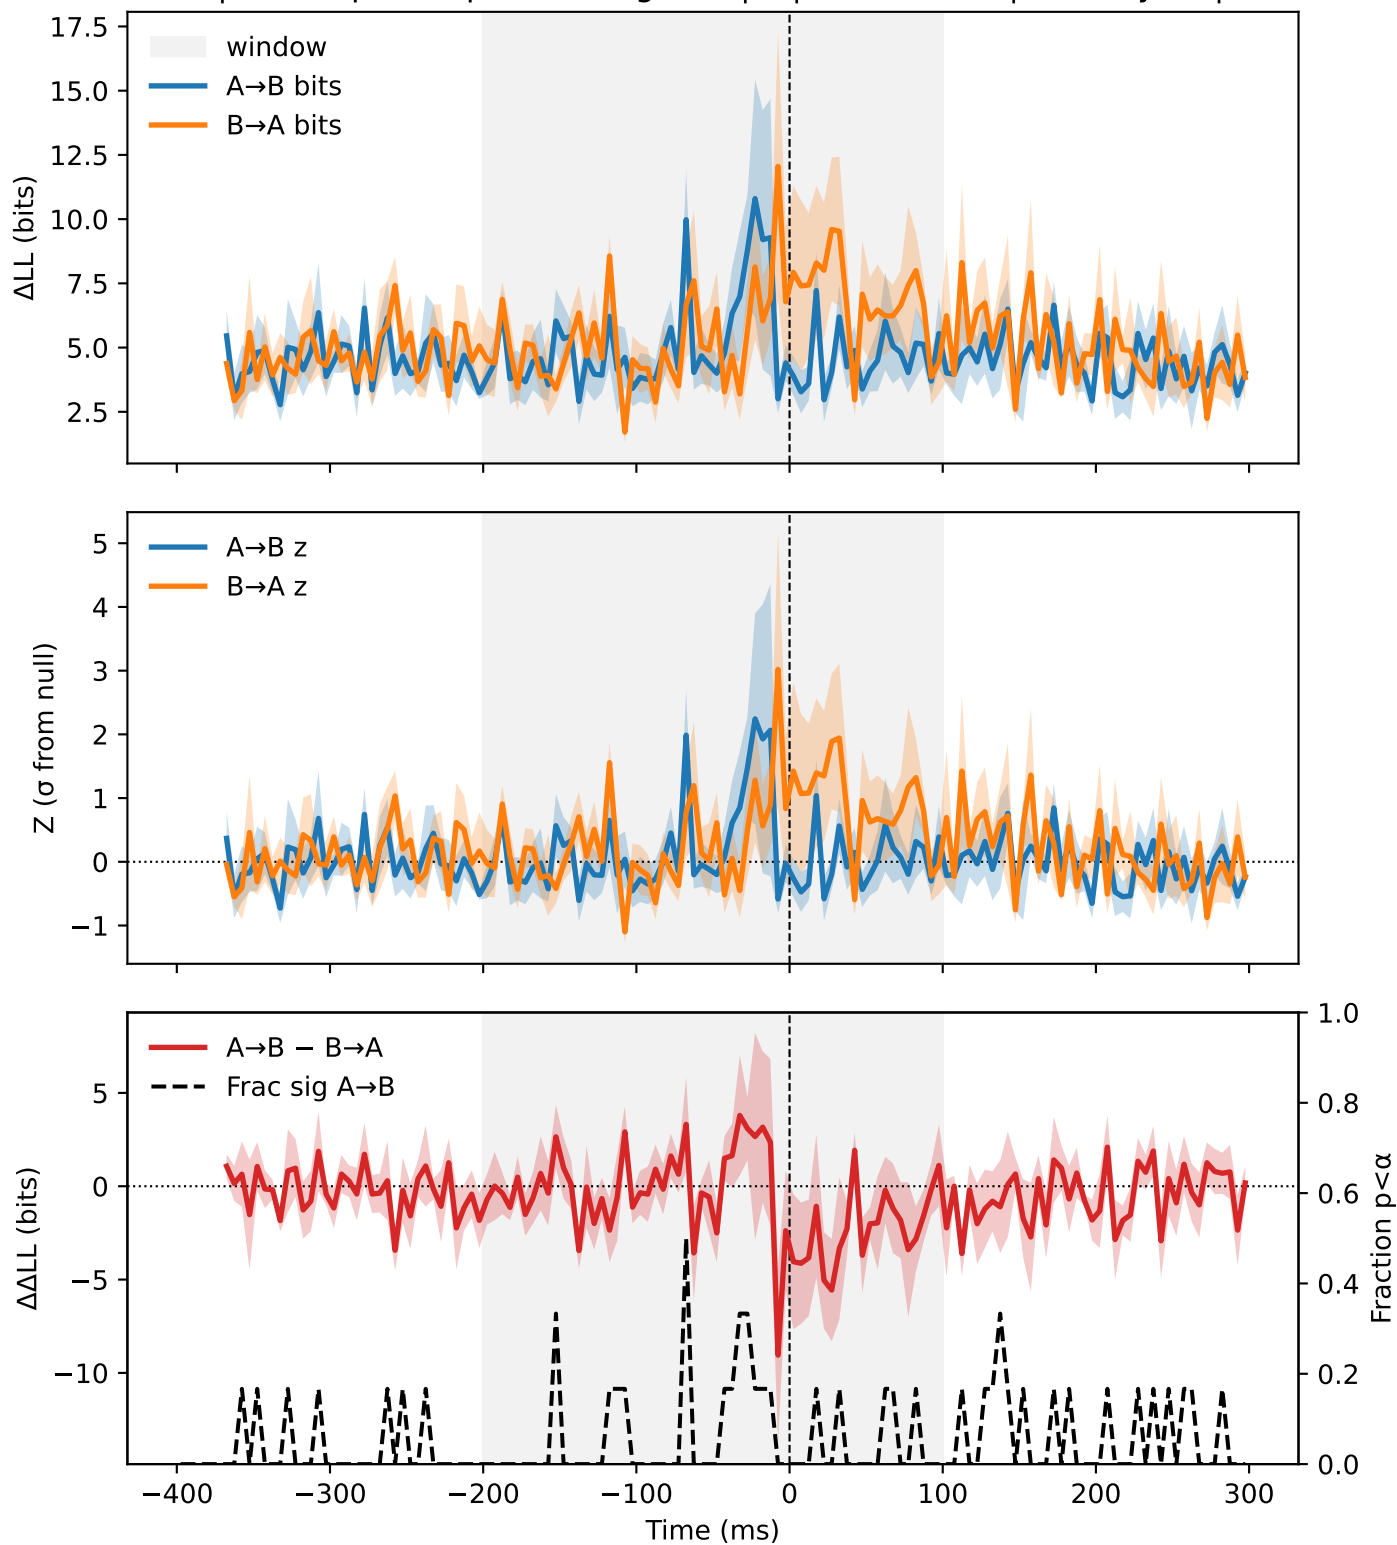 17.5
15.0
12.5
10.0
7.5
5.0
2.5
ΔLL (bits)
window
A→B bits
B→A bits
5
4
3
2
1
0
−1
Z (σ from null)
A→B z
B→A z
5
0
−5
−10
ΔΔLL (bits)
A→B − B→A
Frac sig A→B
1.0
0.8
0.6
0.4
0.2
0.0
Fraction p<α
−400
−300
−200
−100
0
100
200
300
Time (ms)